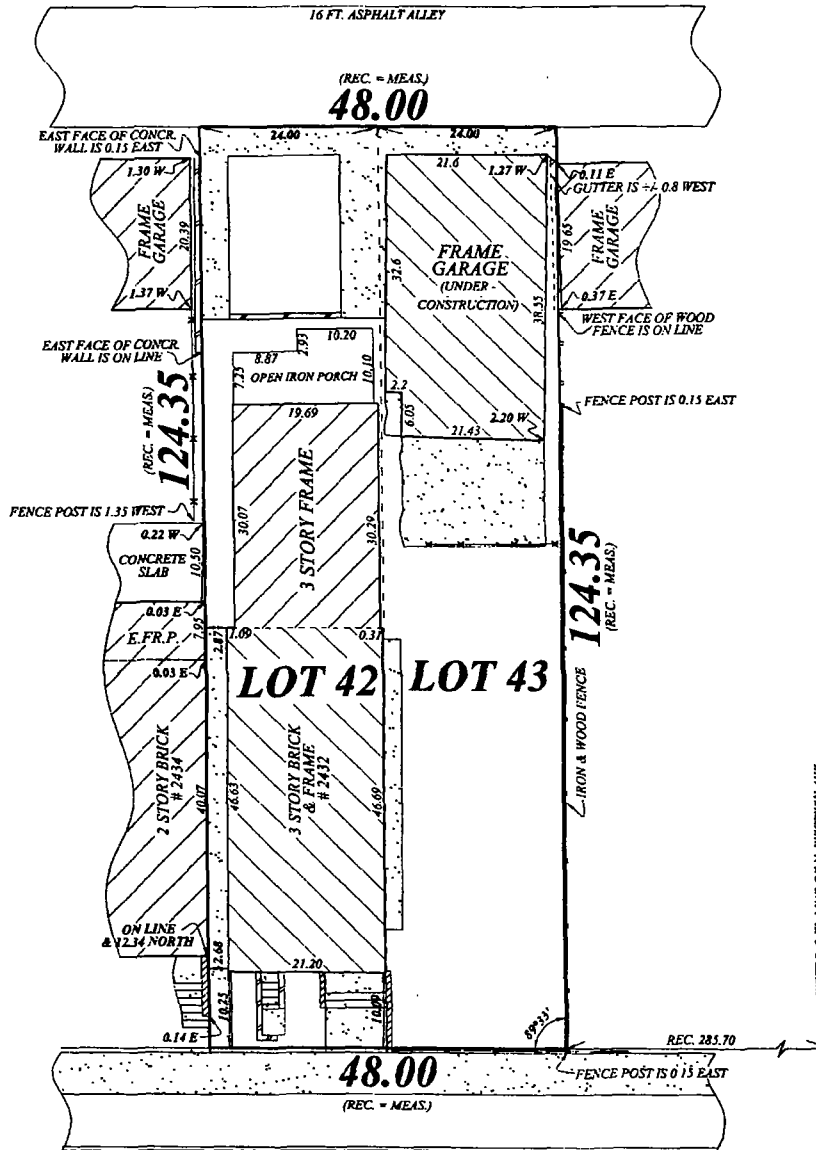 16 FT. ASPHALT ALLEY
(REC. = MEAS.)
48.00
24.00
24.00
EAST FACE OF CONCR.
WALL IS 0.15 EAST
1.30 W
FRAME
GARAGE
20.39
1.37 W
21.6
1.27 W
0.11 E
GUTTER IS +/- 0.8 WEST
FRAME
GARAGE
(UNDER -
CONSTRUCTION)
32.6
38.55
19.65
FRAME
GARAGE
0.37 E
WEST FACE OF WOOD
FENCE IS ON LINE
EAST FACE OF CONCR.
WALL IS ON LINE
10.20
2.93
8.87
7.25
OPEN IRON PORCH
10.10
19.69
2.2
6.05
21.43
2.20 W
FENCE POST IS 0.15 EAST
(REC. = MEAS.)
124.35
FENCE POST IS 1.35 WEST
0.22 W
CONCRETE
SLAB
10.50
30.07
3 STORY FRAME
30.29
124.35
(REC. = MEAS.)
0.03 E
E.FR.P.
7.95
0.03 E
2.87
1.69
0.37
LOT 42
LOT 43
2 STORY BRICK
# 2434
40.07
46.63
3 STORY BRICK
& FRAME
# 2432
46.69
IRON & WOOD FENCE
ON LINE
& 12.34 NORTH
2.68
21.20
10.25
10.09
0.14 E
89°33'
REC. 285.70
48.00
(REC. = MEAS.)
FENCE POST IS 0.15 EAST